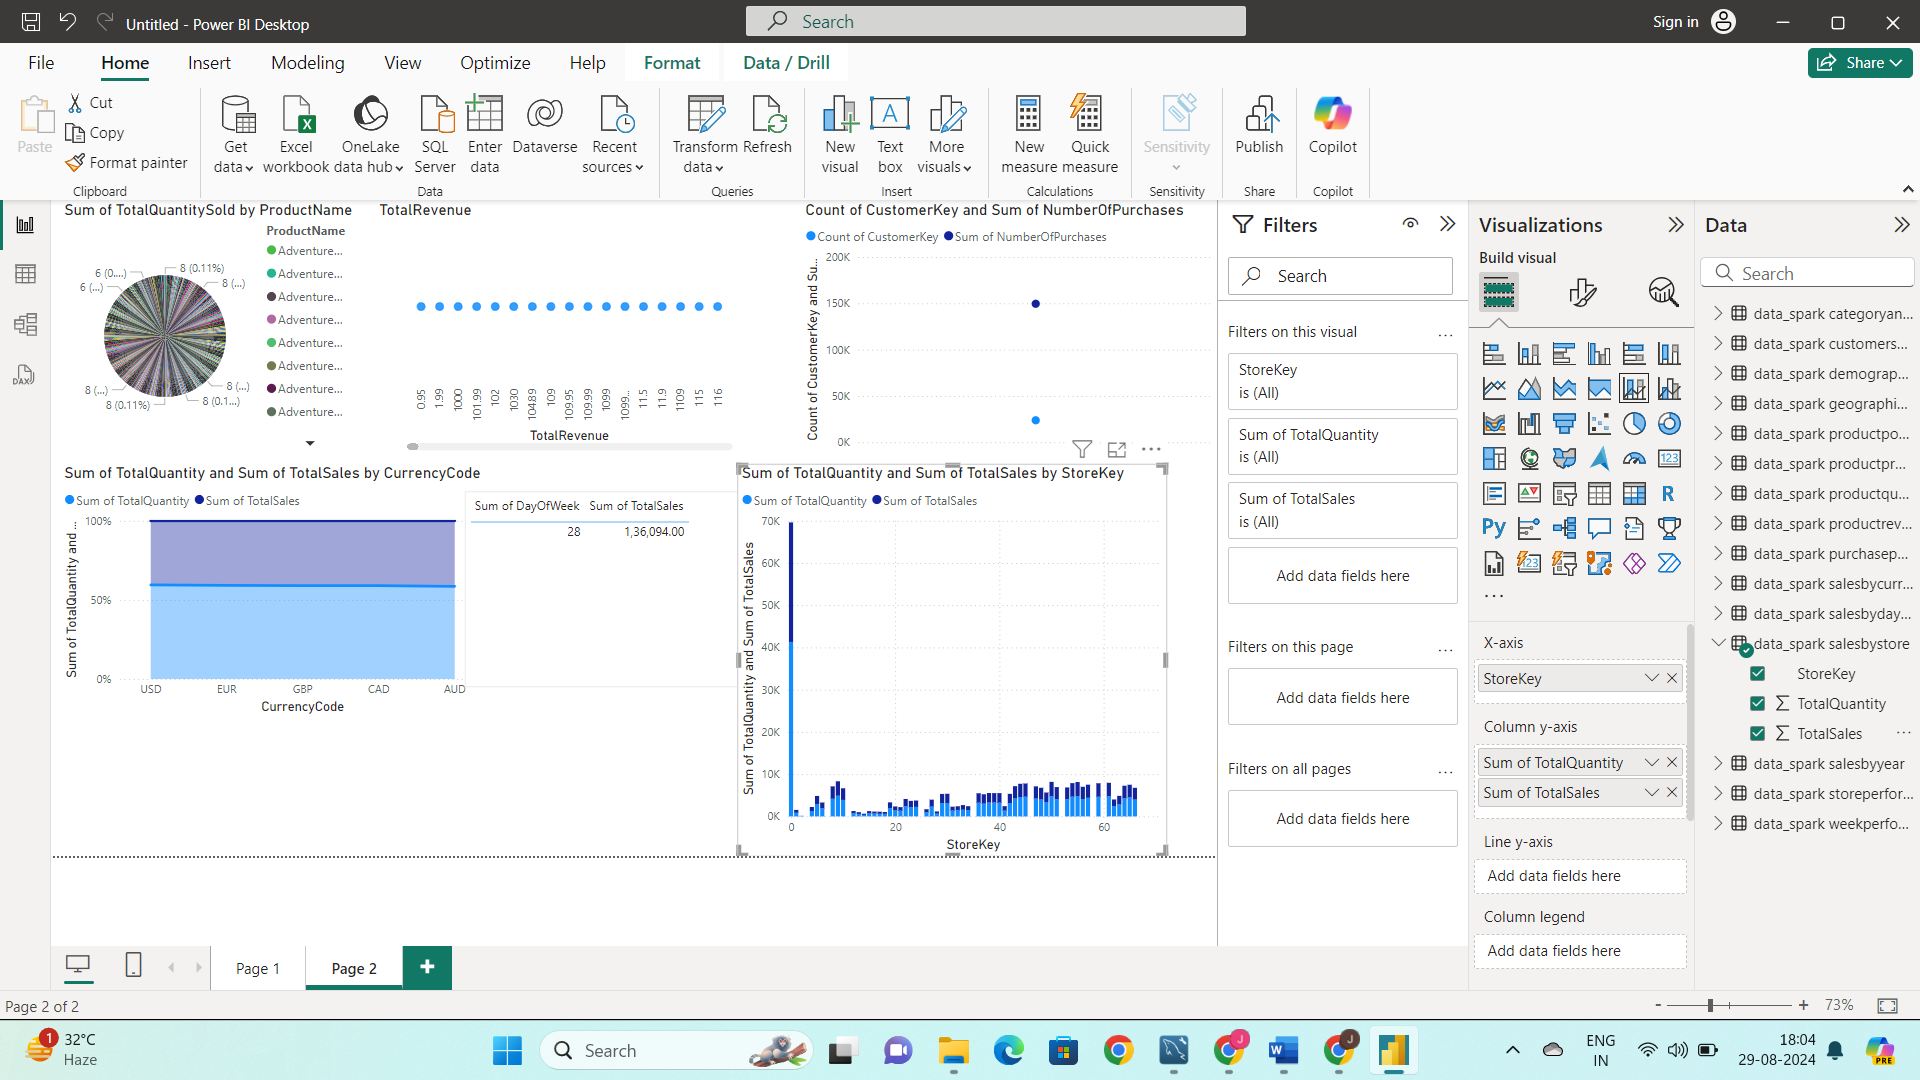 Untitled - Power BI Desktop
Search
Sign in
File
Home
Insert
Modeling
View
Optimize
Help
Format
Data / Drill
Share
Paste
Cut
Copy
Format painter
Clipboard
Get data
Excel workbook
OneLake data hub
SQL Server
Enter data
Dataverse
Recent sources
Data
Transform data
Refresh
Queries
New visual
Text box
More visuals
Insert
New measure
Quick measure
Calculations
Sensitivity
Sensitivity
Publish
Share
Copilot
Copilot
Sum of TotalQuantitySold by ProductName
ProductName
Adventure...
Adventure...
Adventure...
Adventure...
Adventure...
Adventure...
Adventure...
Adventure...
8 (0.11%)
8 (...)
8 (...)
8 (0.1...)
8 (0.11%)
8 (...)
6 (...)
6 (0....)
TotalRevenue
0.95
1.99
1000
101.99
102
1030
1048.9
109
109.95
109.99
1099
1099...
11.5
11.9
1109
115
116
TotalRevenue
Count of CustomerKey and Sum of NumberOfPurchases
Count of CustomerKey
Sum of NumberOfPurchases
Count of CustomerKey and Su...
200K
150K
100K
50K
0K
Sum of TotalQuantity and Sum of TotalSales by CurrencyCode
Sum of TotalQuantity
Sum of TotalSales
Sum of TotalQuantity and ...
100%
50%
0%
USD
EUR
GBP
CAD
AUD
CurrencyCode
Sum of DayOfWeek
Sum of TotalSales
28
1,36,094.00
Sum of TotalQuantity and Sum of TotalSales by StoreKey
Sum of TotalQuantity
Sum of TotalSales
Sum of TotalQuantity and Sum of TotalSales
70K
60K
50K
40K
30K
20K
10K
0K
0
20
40
60
StoreKey
Filters
Search
Filters on this visual
StoreKey
is (All)
Sum of TotalQuantity
is (All)
Sum of TotalSales
is (All)
Add data fields here
Filters on this page
Add data fields here
Filters on all pages
Add data fields here
Visualizations
Build visual
123
R
Py
123
X-axis
StoreKey
Column y-axis
Sum of TotalQuantity
Sum of TotalSales
Line y-axis
Add data fields here
Column legend
Add data fields here
Data
Search
data_spark categoryan...
data_spark customers...
data_spark demograp...
data_spark geographi...
data_spark productpo...
data_spark productpr...
data_spark productqu...
data_spark productrev...
data_spark purchasep...
data_spark salesbycurr...
data_spark salesbyday...
data_spark salesbystore
StoreKey
TotalQuantity
TotalSales
data_spark salesbyyear
data_spark storeperfor...
data_spark weekperfo...
Page 1
Page 2
Page 2 of 2
73%
1
32°C
Haze
Search
J
J
ENG
IN
18:04
29-08-2024
PRE
DAX